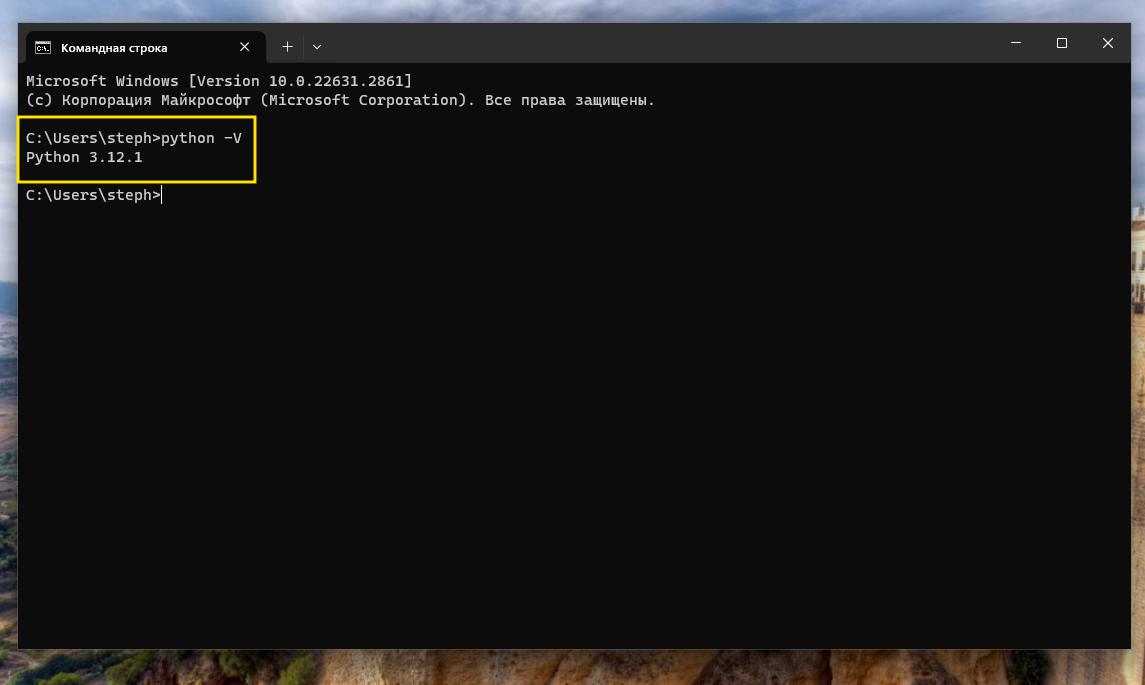 Командная строка
Microsoft Windows [Version 10.0.22631.2861]
(c) Корпорация Майкрософт (Microsoft Corporation). Все права защищены.
C:\Users\steph>python -V
Python 3.12.1
C:\Users\steph>